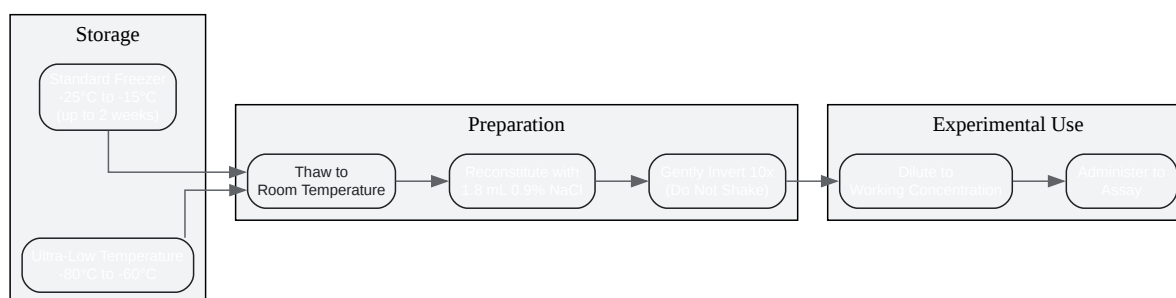 Storage
Standard Freezer
-25°C to -15°C
(up to 2 weeks)
Ultra-Low Temperature
-80°C to -60°C
Preparation
Thaw to
Room Temperature
Reconstitute with
1.8 mL 0.9% NaCl
Gently Invert 10x
(Do Not Shake)
Experimental Use
Dilute to
Working Concentration
Administer to
Assay